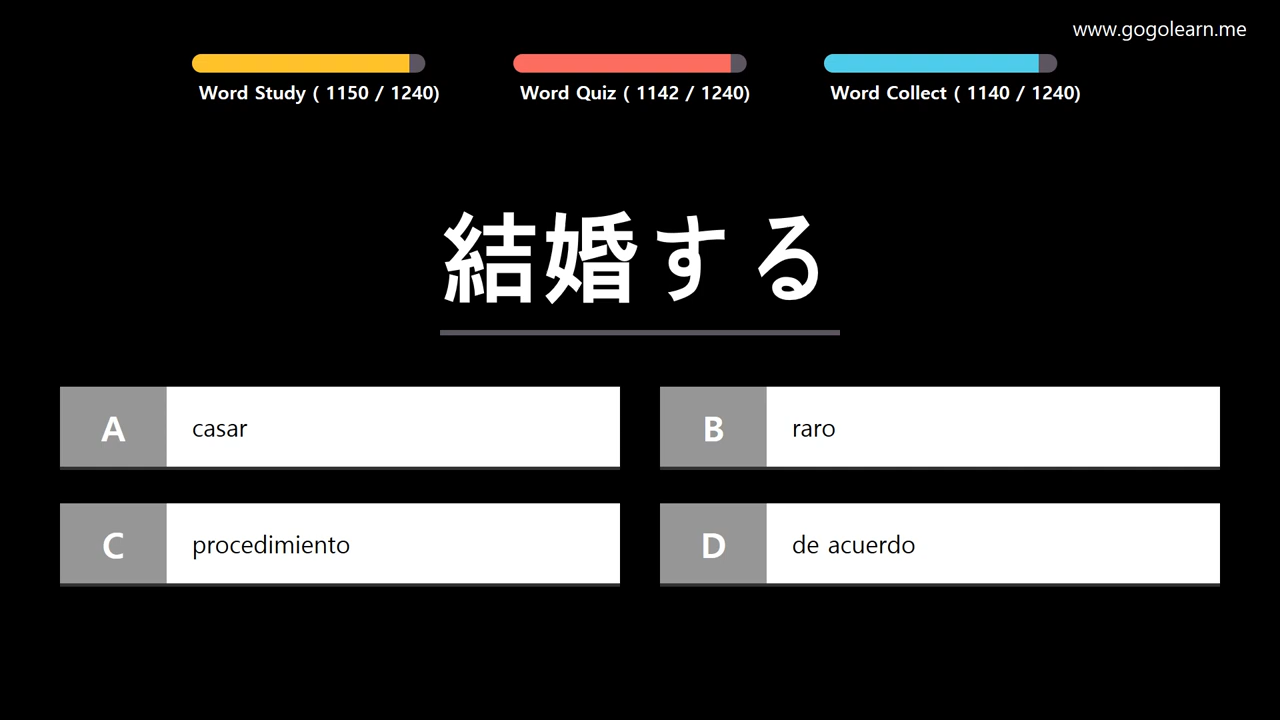 www.gogolearn.me
Word Study ( 1150 / 1240)
Word Quiz ( 1142 / 1240)
Word Collect ( 1140 / 1240)
結婚する
A casar
B raro
C procedimiento
D de acuerdo